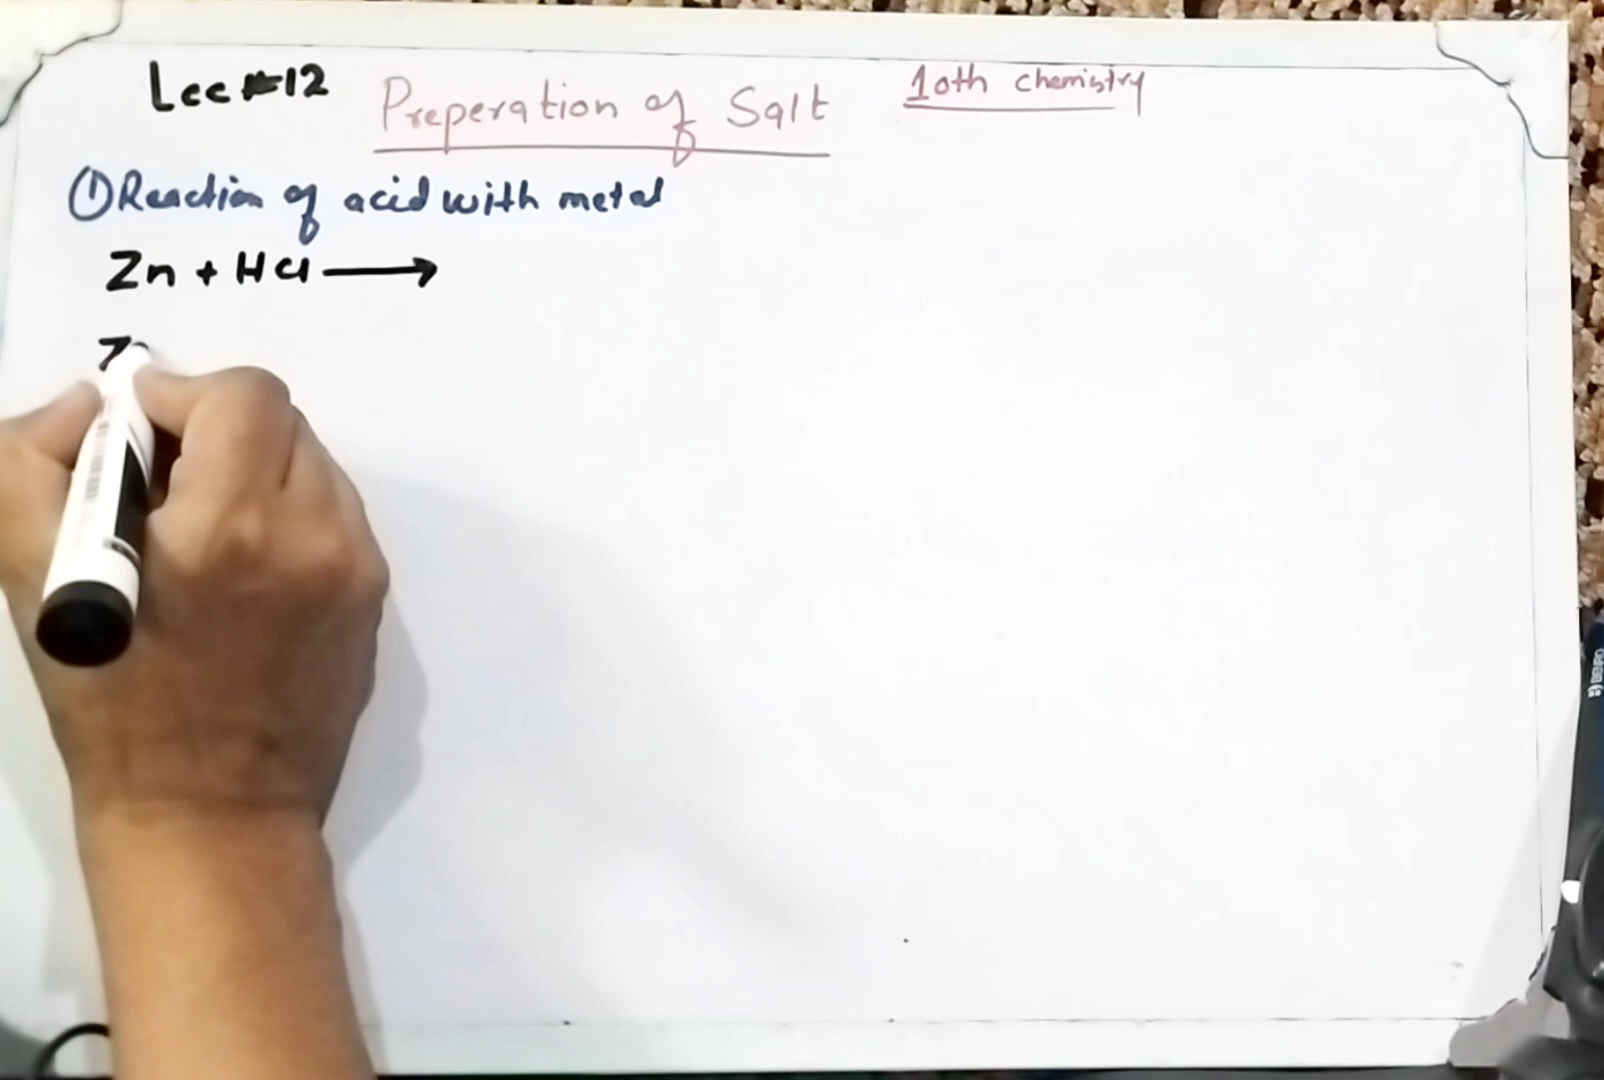 Lec #12 Preperation of Salt 10th chemistry
① Reaction of acid with metal
Zn + HCl ⟶
Z